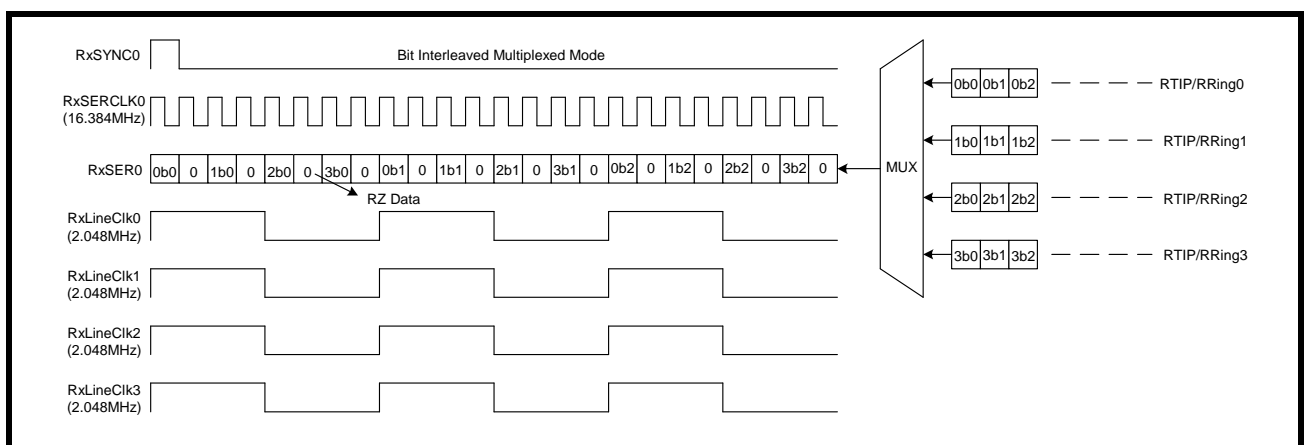 RxSYNC0
Bit Interleaved Multiplexed Mode
RxSERCLK0
(16.384MHz)
RxSER0
0b0 0 1b0 0 2b0 0 3b0 0 0b1 0 1b1 0 2b1 0 3b1 0 0b2 0 1b2 0 2b2 0 3b2 0
RZ Data
RxLineClk0
(2.048MHz)
RxLineClk1
(2.048MHz)
RxLineClk2
(2.048MHz)
RxLineClk3
(2.048MHz)
MUX
0b0 0b1 0b2
RTIP/RRing0
1b0 1b1 1b2
RTIP/RRing1
2b0 2b1 2b2
RTIP/RRing2
3b0 3b1 3b2
RTIP/RRing3